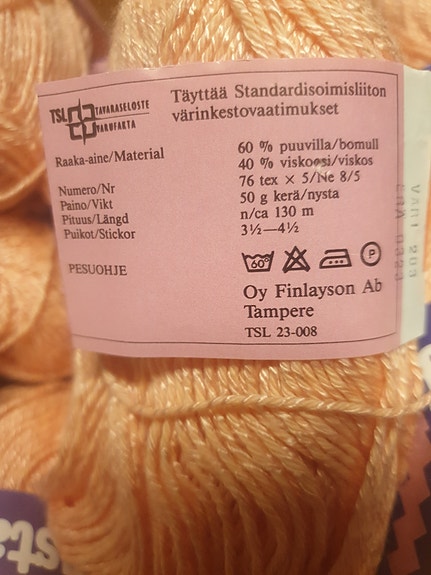 TSL TAVARASELOSTE
VARUFAKTA
Täyttää Standardisoimisliiton
värinkestovaatimukset
Raaka-aine/Material 60 % puuvilla/bomull
40 % viskoosi/viskos
Numero/Nr 76 tex × 5/Ne 8/5
Paino/Vikt 50 g kerä/nysta
Pituus/Längd n/ca 130 m
Puikot/Stickor 3½—4½
PESUOHJE 60° P
Oy Finlayson Ab
Tampere
TSL 23-008